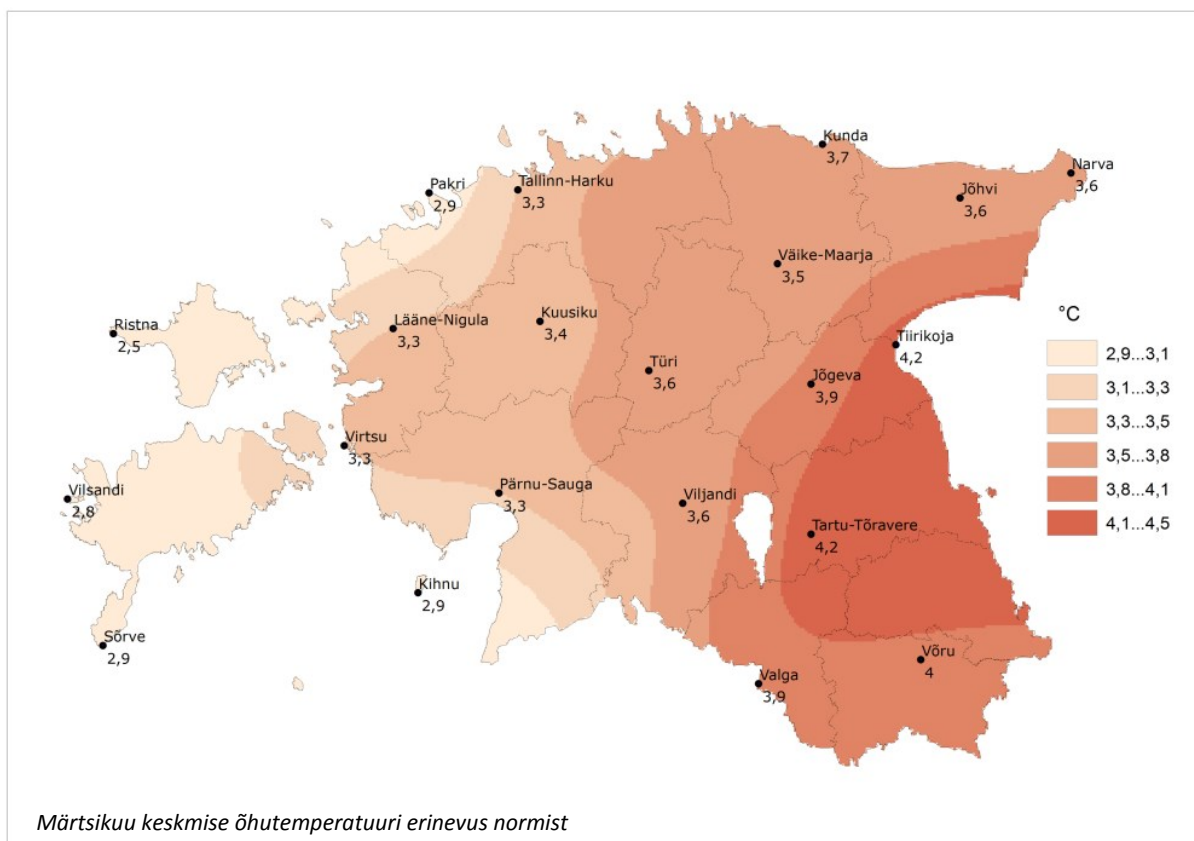 Kunda
3,7
Narva
3,6
Pakri
2,9
Tallinn-Harku
3,3
Jõhvi
3,6
Väike-Maarja
3,5
Ristna
2,5
Lääne-Nigula
3,3
Kuusiku
3,4
Tiirikoja
4,2
Türi
3,6
Jõgeva
3,9
Virtsu
3,3
Vilsandi
2,8
Pärnu-Sauga
3,3
Viljandi
3,6
Tartu-Tõravere
4,2
Kihnu
2,9
Sõrve
2,9
Võru
4
Valga
3,9
°C
2,9...3,1
3,1...3,3
3,3...3,5
3,5...3,8
3,8...4,1
4,1...4,5
Märtsikuu keskmise õhutemperatuuri erinevus normist